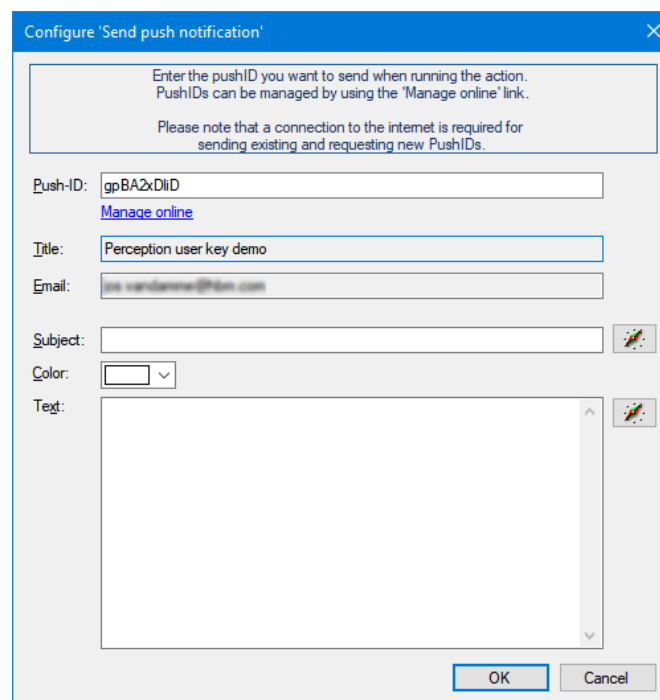 Configure 'Send push notification'
Enter the pushID you want to send when running the action.
PushIDs can be managed by using the 'Manage online' link.
Please note that a connection to the internet is required for
sending existing and requesting new PushIDs.
Push-ID: gpBA2xDliD
Manage online
Title: Perception user key demo
Email:
Subject:
Color:
Text:
OK Cancel